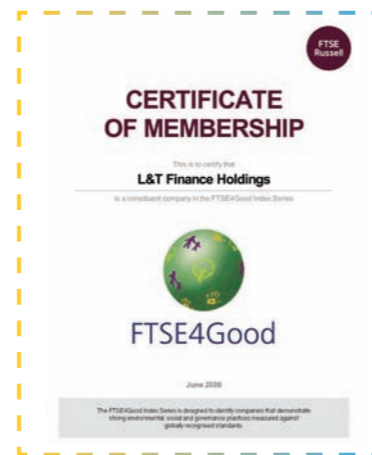 FTSE
Russell
CERTIFICATE
OF MEMBERSHIP
This is to certify that
L&T Finance Holdings
is a constituent company in the FTSE4Good Index Series
FTSE4Good
June 2020
The FTSE4Good Index Series is designed to identify companies that demonstrate
strong environmental, social and governance practices measured against
globally recognised standards.